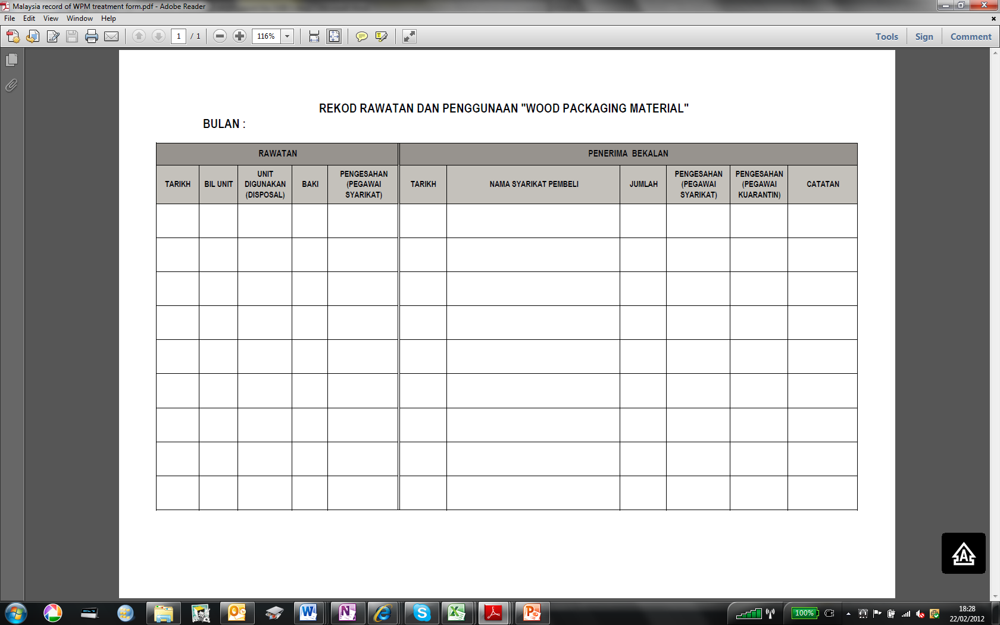 Malaysia record of WPM treatment form.pdf - Adobe Reader
File Edit View Window Help
1 / 1 116% Tools Sign Comment
REKOD RAWATAN DAN PENGGUNAAN "WOOD PACKAGING MATERIAL"
BULAN :
RAWATAN PENERIMA BEKALAN
TARIKH
BIL UNIT
UNIT
DIGUNAKAN
(DISPOSAL)
BAKI
PENGESAHAN
(PEGAWAI
SYARIKAT)
TARIKH
NAMA SYARIKAT PEMBELI
JUMLAH
PENGESAHAN
(PEGAWAI
SYARIKAT)
PENGESAHAN
(PEGAWAI
KUARANTIN)
CATATAN
A
100%
18:28
22/02/2012